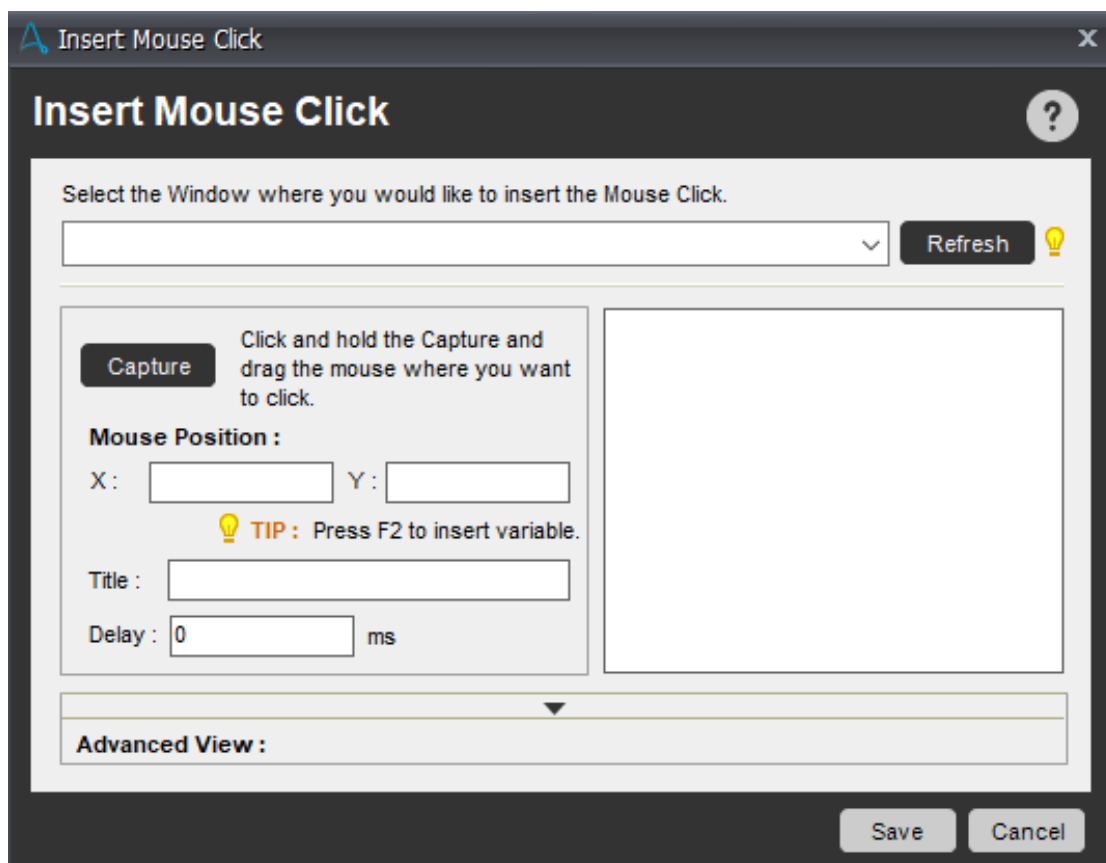 Insert Mouse Click
x
Insert Mouse Click
?
Select the Window where you would like to insert the Mouse Click.
Refresh
Capture
Click and hold the Capture and
drag the mouse where you want
to click.
Mouse Position :
X : Y :
TIP : Press F2 to insert variable.
Title :
Delay : 0 ms
Advanced View :
Save Cancel